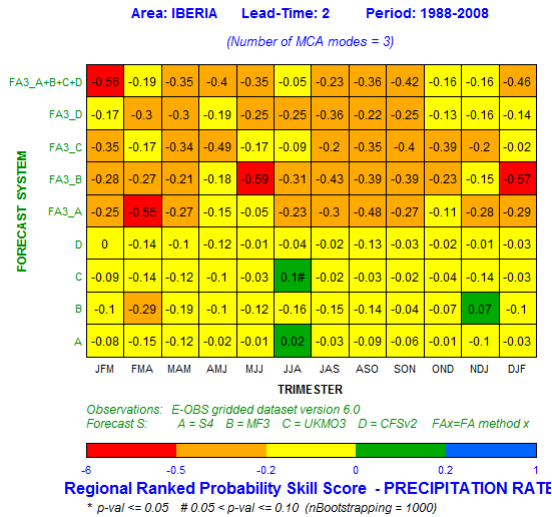 Area: IBERIA Lead-Time: 2 Period: 1988-2008
(Number of MCA modes = 3)
FORECAST SYSTEM
FA3_A+B+C+D -0.56 -0.19 -0.35 -0.4 -0.35 -0.05 -0.23 -0.36 -0.42 -0.16 -0.16 -0.46
FA3_D -0.17 -0.3 -0.3 -0.19 -0.25 -0.25 -0.36 -0.22 -0.25 -0.13 -0.16 -0.14
FA3_C -0.35 -0.17 -0.34 -0.49 -0.17 -0.09 -0.2 -0.35 -0.4 -0.39 -0.2 -0.02
FA3_B -0.28 -0.27 -0.21 -0.18 -0.59 -0.31 -0.43 -0.39 -0.39 -0.23 -0.15 -0.57
FA3_A -0.25 -0.55 -0.27 -0.15 -0.05 -0.23 -0.3 -0.48 -0.27 -0.11 -0.28 -0.29
D 0 -0.14 -0.1 -0.12 -0.01 -0.04 -0.02 -0.13 -0.03 -0.02 -0.01 -0.03
C -0.09 -0.14 -0.12 -0.1 -0.03 0.1# -0.02 -0.03 -0.02 -0.04 -0.14 -0.03
B -0.1 -0.29 -0.19 -0.1 -0.12 -0.16 -0.15 -0.14 -0.04 -0.07 0.07 -0.1
A -0.08 -0.15 -0.12 -0.02 -0.01 0.02 -0.03 -0.09 -0.06 -0.01 -0.1 -0.03
JFM FMA MAM AMJ MJJ JJA JAS ASO SON OND NDJ DJF
TRIMESTER
Observations: E-OBS gridded dataset version 6.0
Forecast S: A = S4 B = MF3 C = UKMO3 D = CFSv2 FAx=FA method x
-6 -0.5 -0.2 0 0.2 1
Regional Ranked Probability Skill Score - PRECIPITATION RATE
* p-val <= 0.05 # 0.05 < p-val <= 0.10 (nBootstrapping = 1000)